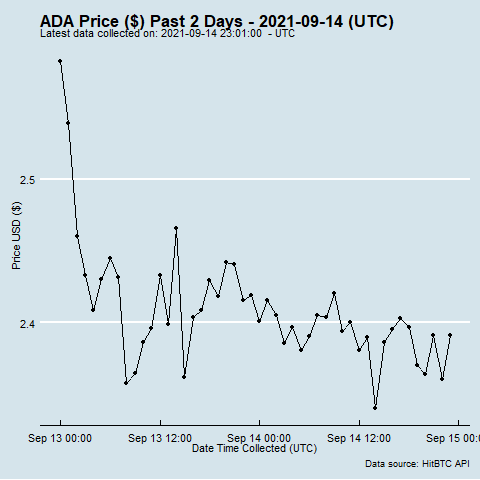 ADA Price ($) Past 2 Days - 2021-09-14 (UTC)
Latest data collected on: 2021-09-14 23:01:00 - UTC
2.5
Price USD ($)
2.4
Sep 13 00:00 Sep 13 12:00 Sep 14 00:00 Sep 14 12:00 Sep 15 00:00
Date Time Collected (UTC)
Data source: HitBTC API